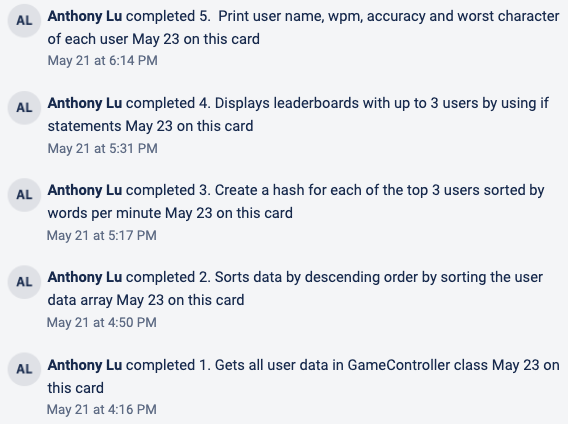 AL Anthony Lu completed 5.  Print user name, wpm, accuracy and worst character
of each user May 23 on this card
May 21 at 6:14 PM
AL Anthony Lu completed 4. Displays leaderboards with up to 3 users by using if
statements May 23 on this card
May 21 at 5:31 PM
AL Anthony Lu completed 3. Create a hash for each of the top 3 users sorted by
words per minute May 23 on this card
May 21 at 5:17 PM
AL Anthony Lu completed 2. Sorts data by descending order by sorting the user
data array May 23 on this card
May 21 at 4:50 PM
AL Anthony Lu completed 1. Gets all user data in GameController class May 23 on
this card
May 21 at 4:16 PM